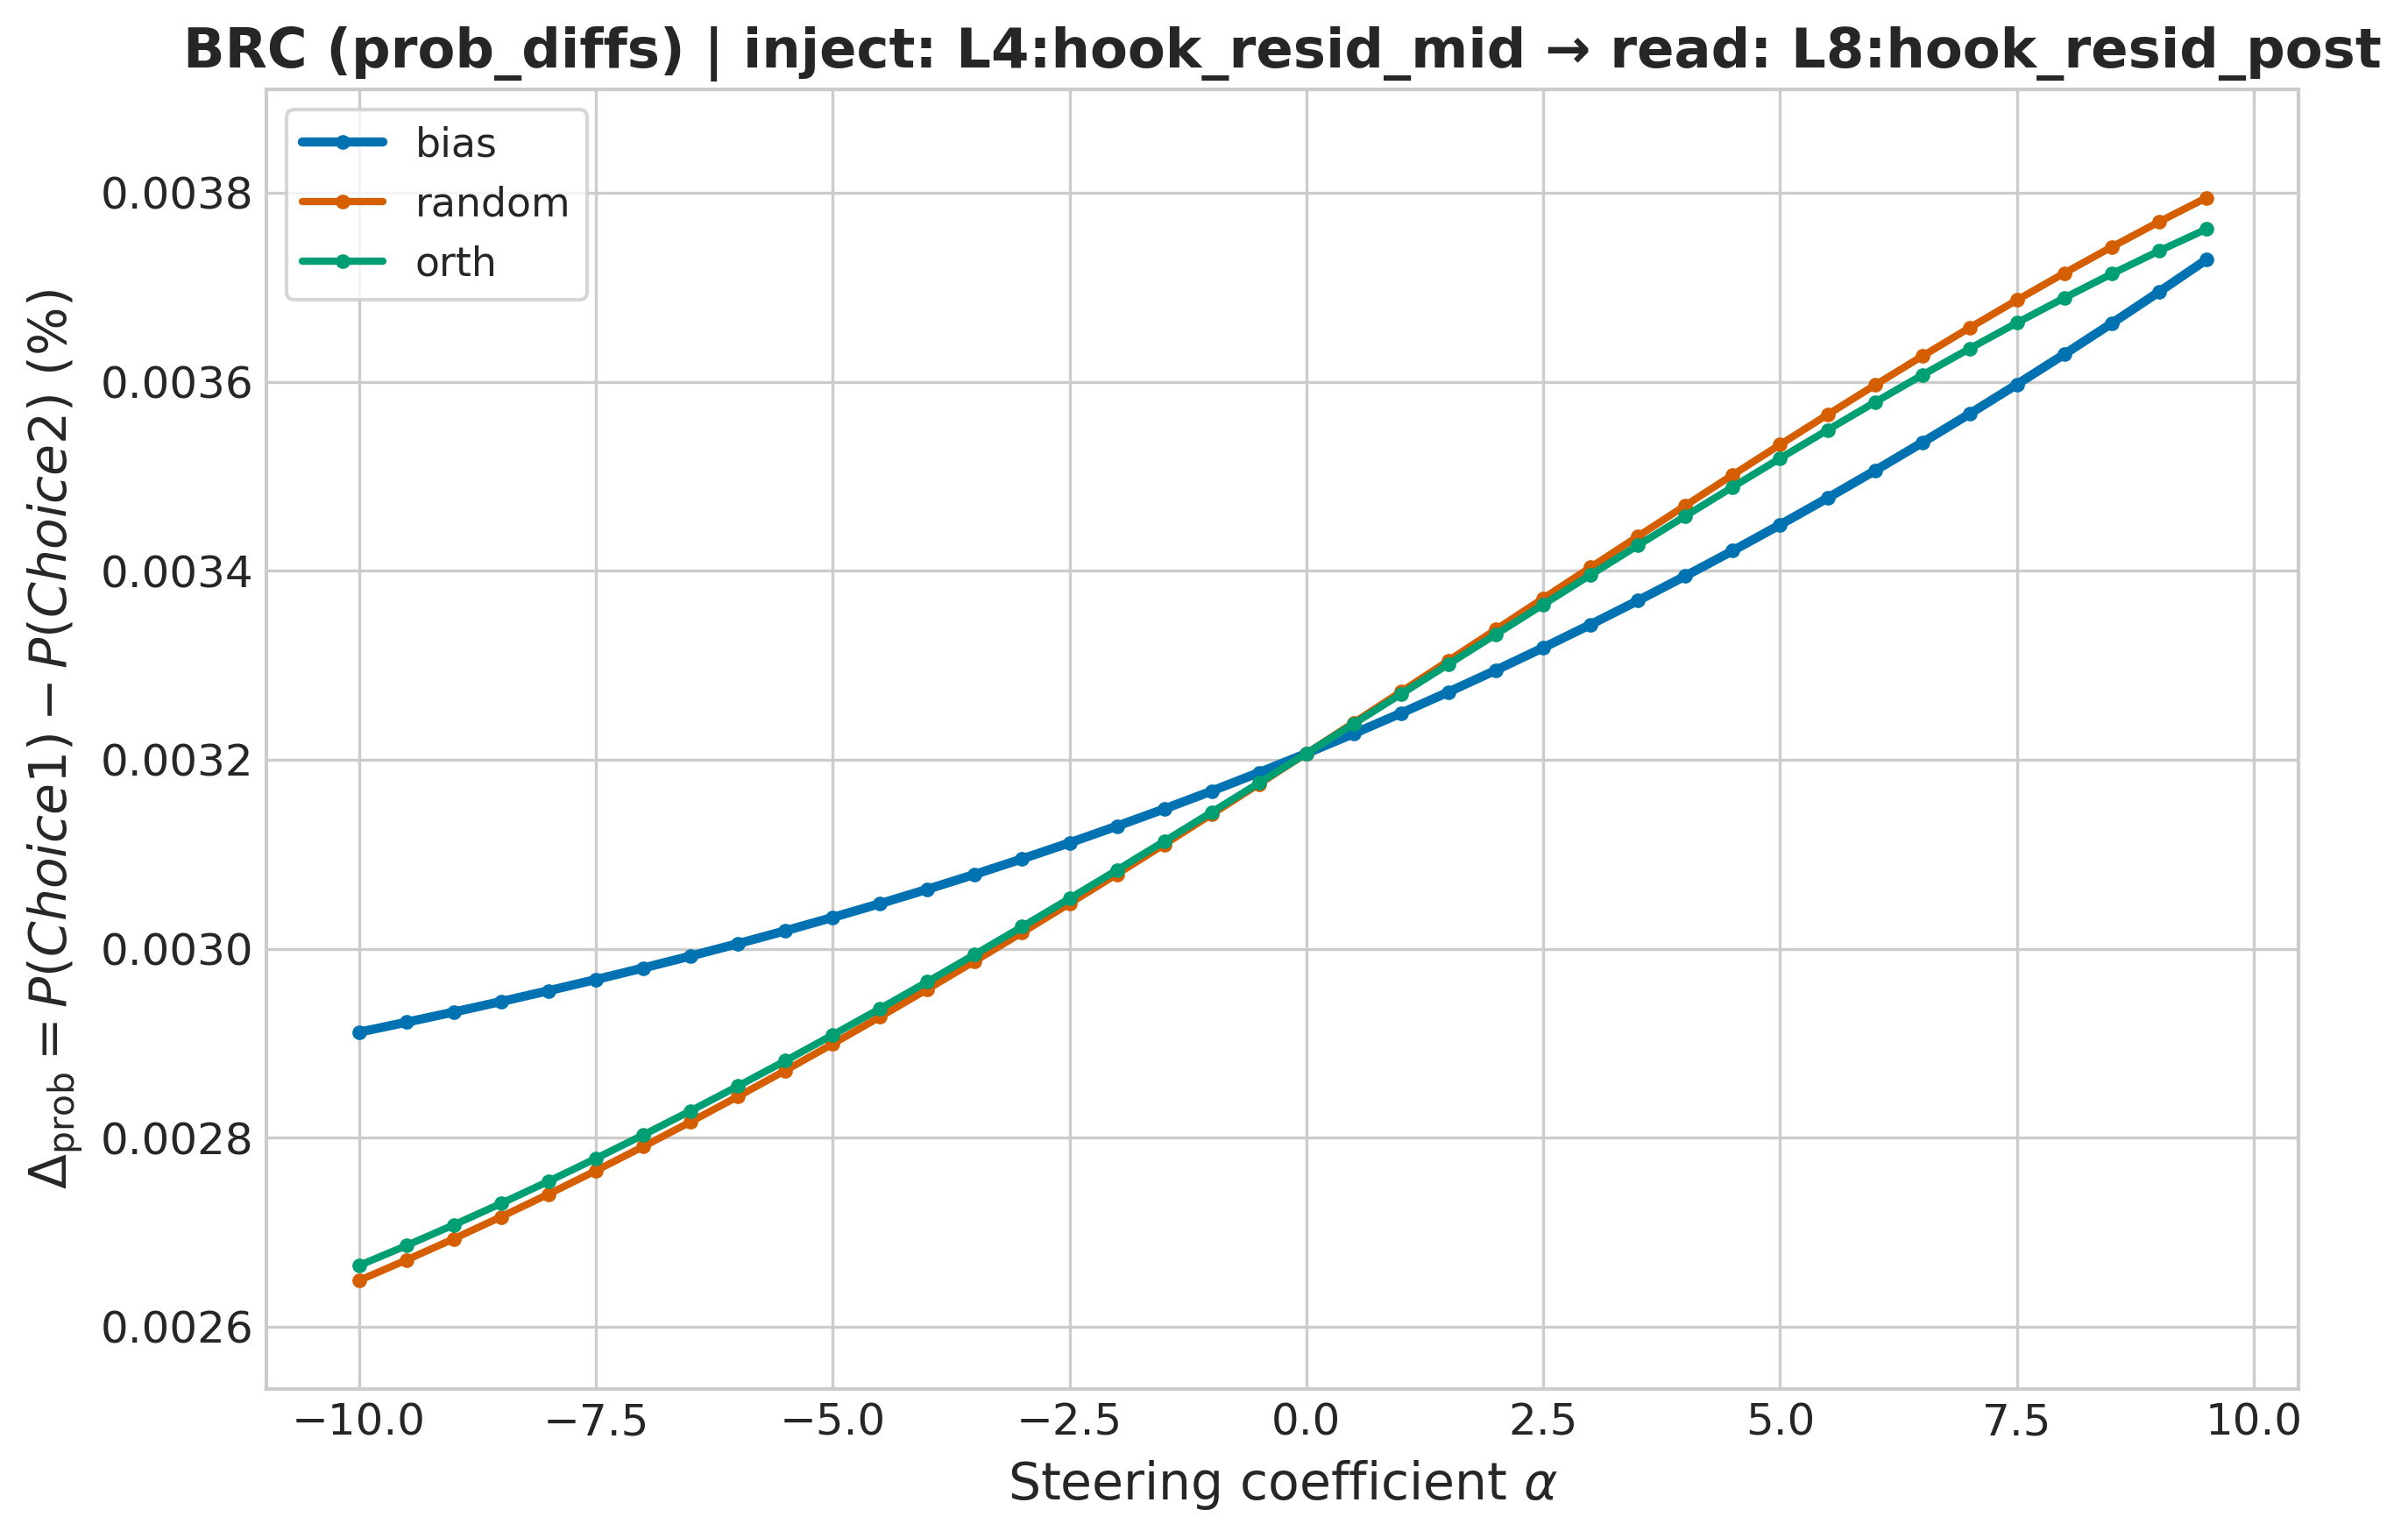 BRC (prob_diffs) | inject: L4:hook_resid_mid → read: L8:hook_resid_post
bias
random
orth
Δprob = P(Choice1) − P(Choice2) (%)
0.0038
0.0036
0.0034
0.0032
0.0030
0.0028
0.0026
−10.0 −7.5 −5.0 −2.5 0.0 2.5 5.0 7.5 10.0
Steering coefficient α